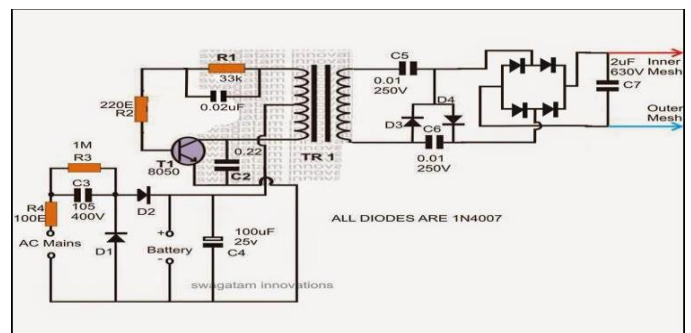 R1
33k
0.02uF
220E
R2
T1
8050
0.22
C2
TR 1
C5
0.01
250V
D3
D4
C6
0.01
250V
2uF
630V
C7
Inner
Mesh
Outer
Mesh
1M
R3
C3
105
400V
R4
100E
AC Mains
D1
D2
+
Battery
-
100uF
25v
C4
ALL DIODES ARE 1N4007
swagatam innovations